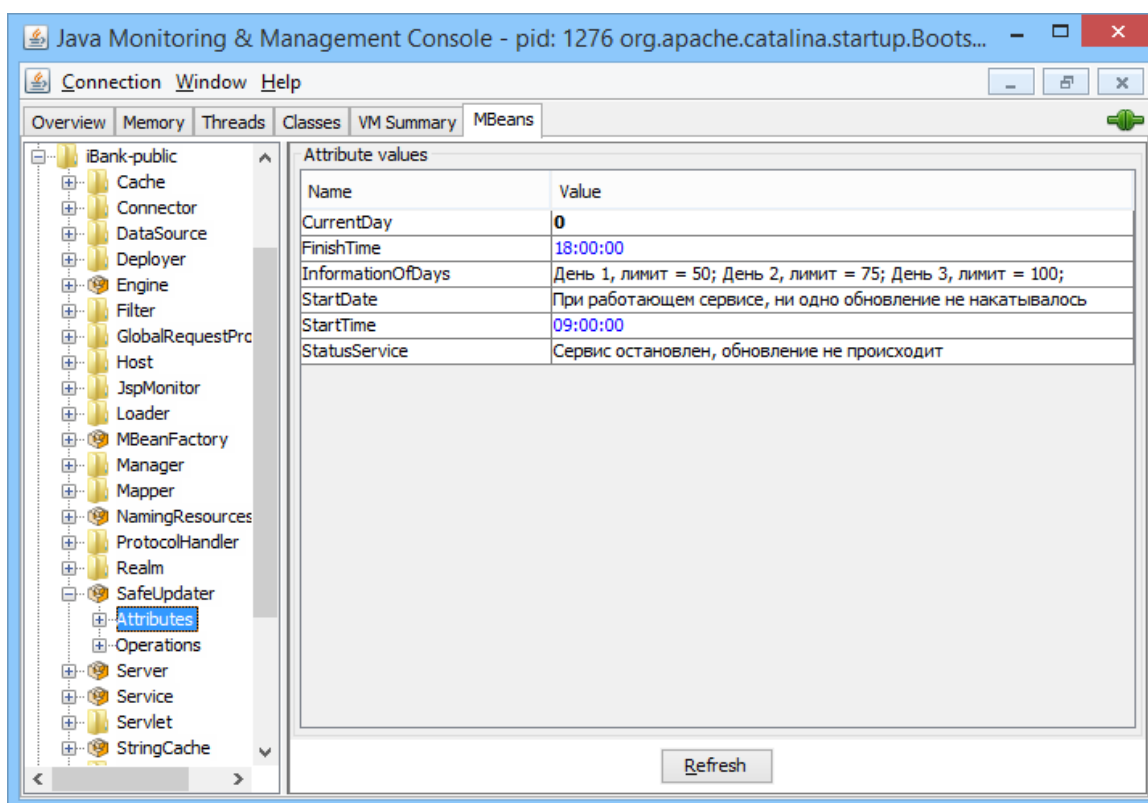 Java Monitoring & Management Console - pid: 1276 org.apache.catalina.startup.Boots...
Connection Window Help
Overview Memory Threads Classes VM Summary MBeans
iBank-public
Cache
Connector
DataSource
Deployer
Engine
Filter
GlobalRequestPro
Host
JspMonitor
Loader
MBeanFactory
Manager
Mapper
NamingResources
ProtocolHandler
Realm
SafeUpdater
Attributes
Operations
Server
Service
Servlet
StringCache
Attribute values
Name Value
CurrentDay 0
FinishTime 18:00:00
InformationOfDays День 1, лимит = 50; День 2, лимит = 75; День 3, лимит = 100;
StartDate При работающем сервисе, ни одно обновление не накатывалось
StartTime 09:00:00
StatusService Сервис остановлен, обновление не происходит
Refresh